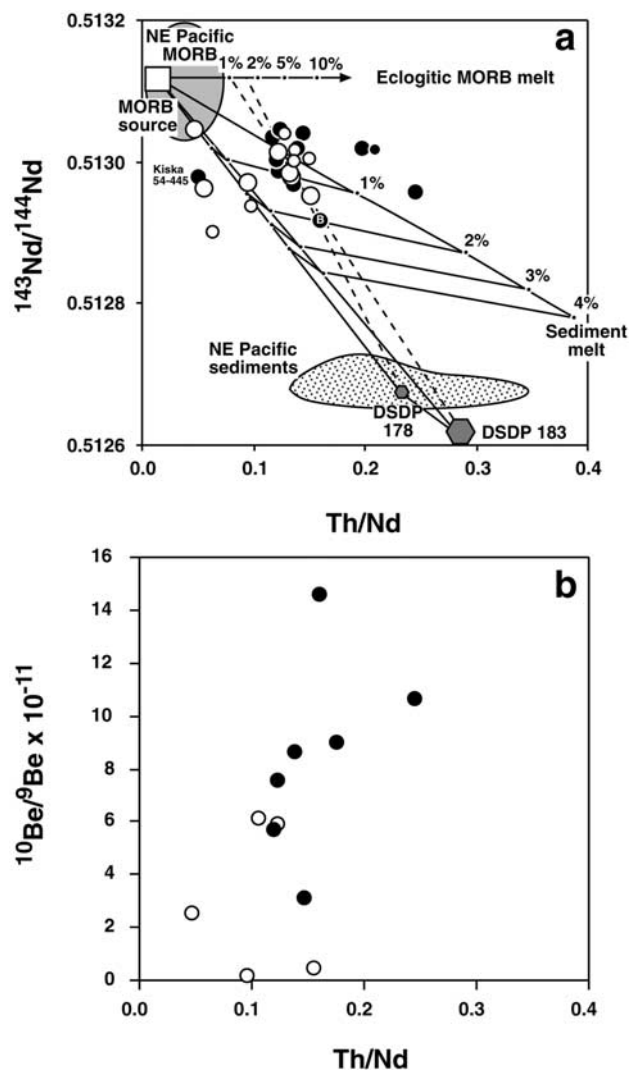 0.5132
NE Pacific
MORB
a
1% 2% 5% 10%
Eclogitic MORB melt
MORB
source
0.5130
Kiska
54-445
1%
B
2%
143Nd/144Nd
0.5128
3%
4%
Sediment
melt
NE Pacific
sediments
DSDP
178
DSDP 183
0.5126
0.0 0.1 0.2 0.3 0.4
Th/Nd
16
b
14
12
10
8
6
4
2
0
10Be/9Be x 10-11
0.0 0.1 0.2 0.3 0.4
Th/Nd